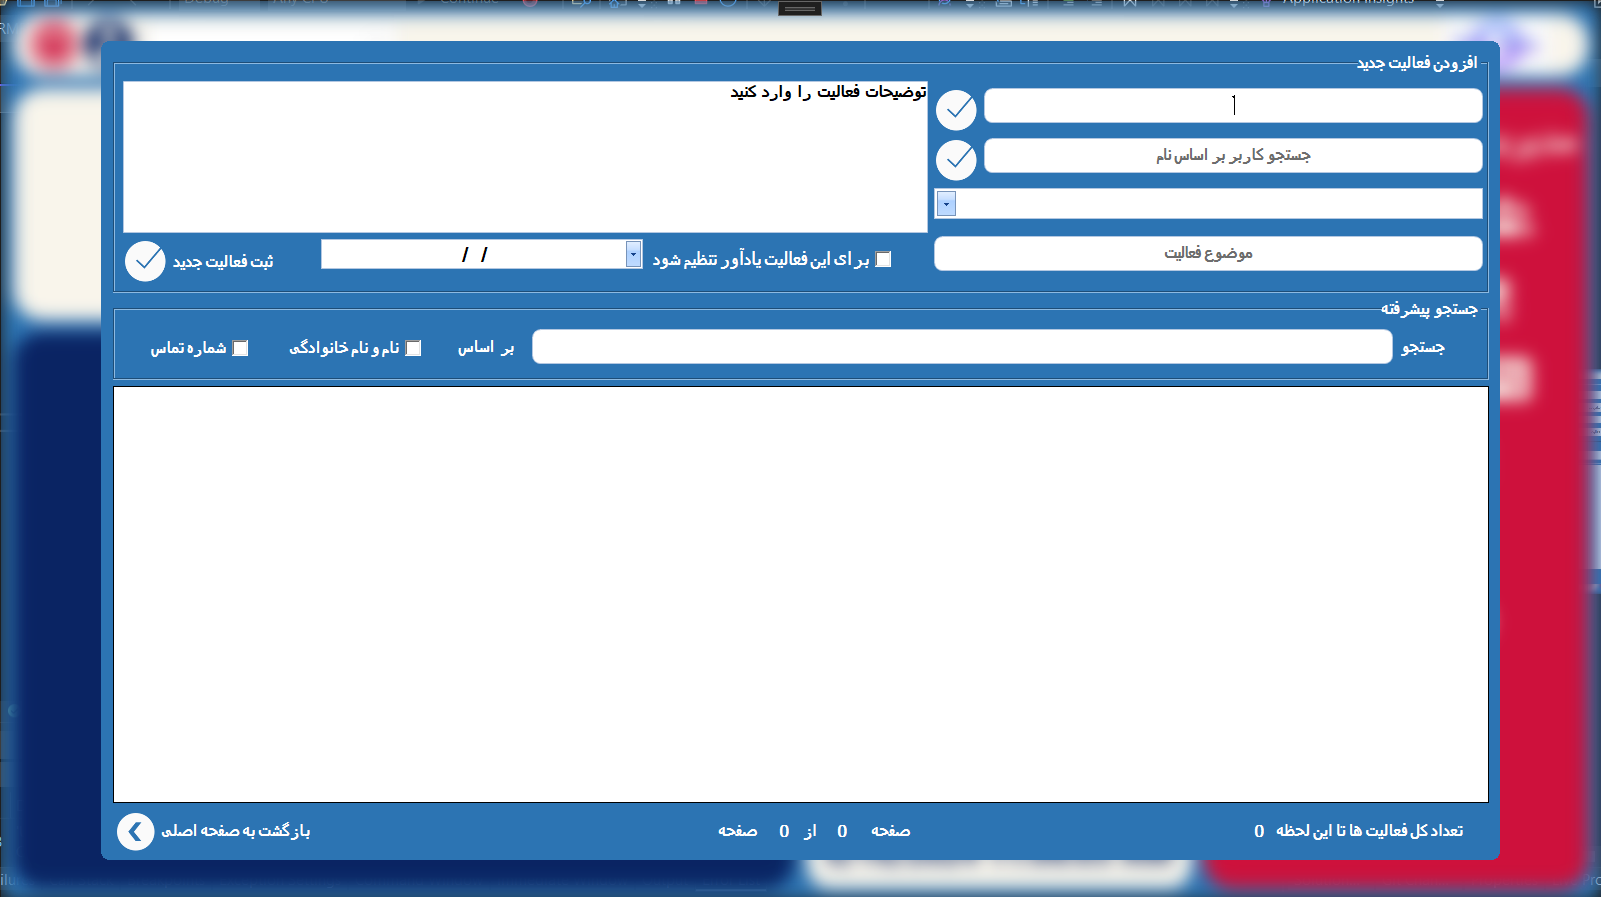 افزودن فعالیت جدید
توضیحات فعالیت را وارد کنید
جستجو کاربر بر اساس نام
موضوع فعالیت
برای این فعالیت یادآور تنظیم شود
/ /
ثبت فعالیت جدید
جستجو پیشرفته
جستجو
بر اساس
نام و نام خانوادگی
شماره تماس
تعداد کل فعالیت ها تا این لحظه 0
صفحه 0 از 0 صفحه
بازگشت به صفحه اصلی